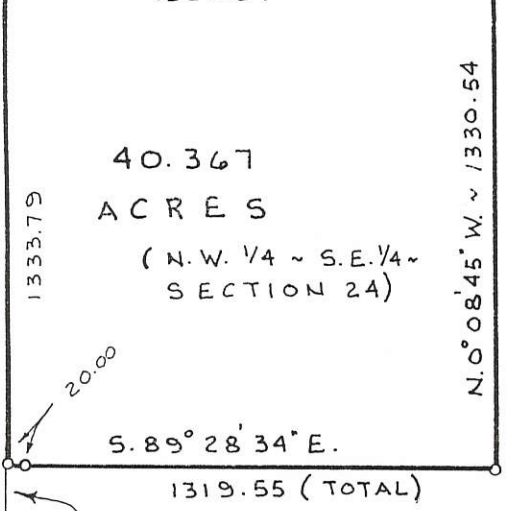 40.367
ACRES
(N.W. 1/4 ~ S.E. 1/4 ~
SECTION 24)
1333.79
N.0°08'45"W. ~ 1330.54
20.00
S.89°28'34"E.
1319.55 (TOTAL)